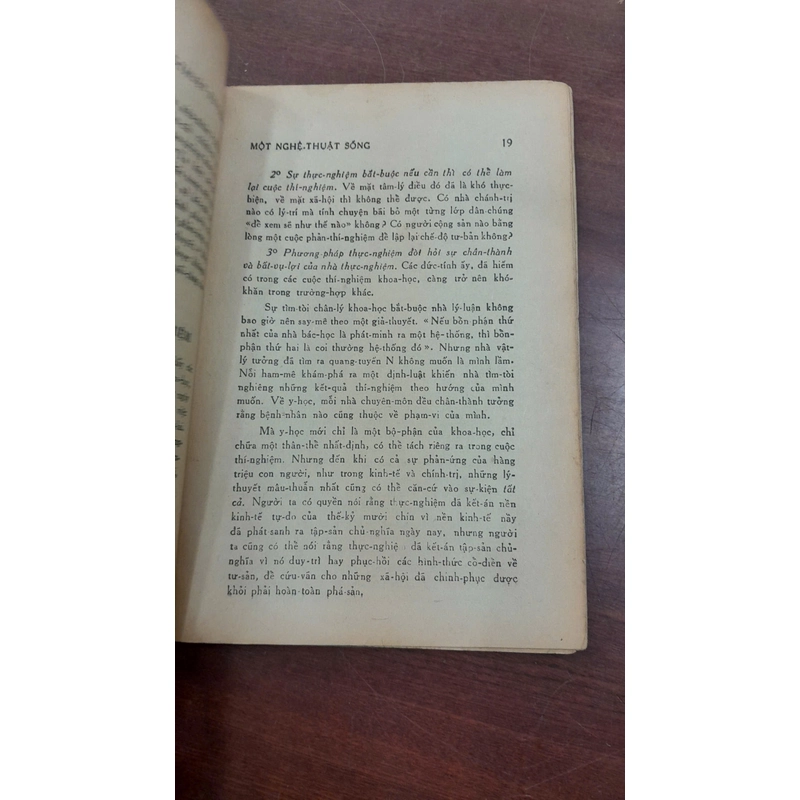 MỘT NGHỆ-THUẬT SỐNG 19
2º Sự thực-nghiệm bắt-buộc nếu cần thì có thể làm
lại cuộc thí-nghiệm. Về mặt tâm-lý điều đó đã là khó thực-
hiện, về mặt xã-hội thì không thể được. Có nhà chánh-trị
nào có lý-trí mà tính chuyện bãi bỏ một từng lớp dân-chúng
«để xem sẽ như thế nào» không? Có người cộng sản nào bằng
lòng một cuộc phản-thí-nghiệm để lập lại chế-độ tư-bản không?
3º Phương-pháp thực-nghiệm đòi hỏi sự chân-thành
và bất-vụ-lợi của nhà thực-nghiệm. Các đức-tính ấy, đã hiếm
có trong các cuộc thí-nghiệm khoa-học, càng trở nên khó-
khăn trong trường-hợp khác.
Sự tìm-tòi chân-lý khoa-học bắt-buộc nhà lý-luận không
bao giờ nên say-mê theo một giả-thuyết. «Nếu bổn phận thứ
nhất của nhà bác-học là phát-minh ra một hệ-thống, thì bổn-
phận thứ hai là coi thường hệ-thống đó». Nhưng nhà vật-
lý tưởng đã tìm ra quang-tuyến N không muốn là mình lầm.
Nỗi ham-mê khám-phá ra một định-luật khiến nhà tìm-tòi
nghiêng những kết-quả thí-nghiệm theo hướng của mình
muốn. Về y-học, mỗi nhà chuyên-môn đều chân-thành tưởng
rằng bệnh-nhân nào cũng thuộc về phạm-vi của mình.
Mà y-học mới chỉ là một bộ-phận của khoa-học, chỉ
chữa một thân-thể nhất-định, có thể tách riêng ra trong cuộc
thí-nghiệm. Nhưng đến khi có cả sự phản-ứng của hàng
triệu con người, như trong kinh-tế và chính-trị, những lý-
thuyết mâu-thuẫn nhất cũng có thể căn-cứ vào sự-kiện tất
cả. Người ta có quyền nói rằng thực-nghiệm đã kết-án nền
kinh-tế tự-do của thế-kỷ mười chín vì nền kinh-tế này
đã phát-sanh ra tập-sản chủ-nghĩa ngày nay, nhưng người
ta cũng có thể nói rằng thực-nghiệ đã kết-án tập-sản chủ-
nghĩa vì nó duy-trì hay phục-hồi các hình-thức cổ-điển về
tư-sản, để cứu-vãn cho những xã-hội đã chinh-phục được
khỏi phải hoàn-toàn phá-sản,